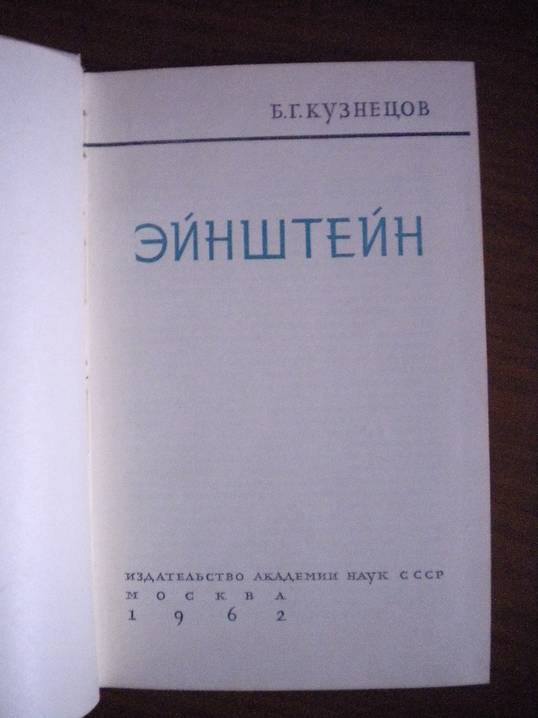 Б.Г.КУЗНЕЦОВ
ЭЙНШТЕЙН
ИЗДАТЕЛЬСТВО АКАДЕМИИ НАУК СССР
МОСКВА
1962